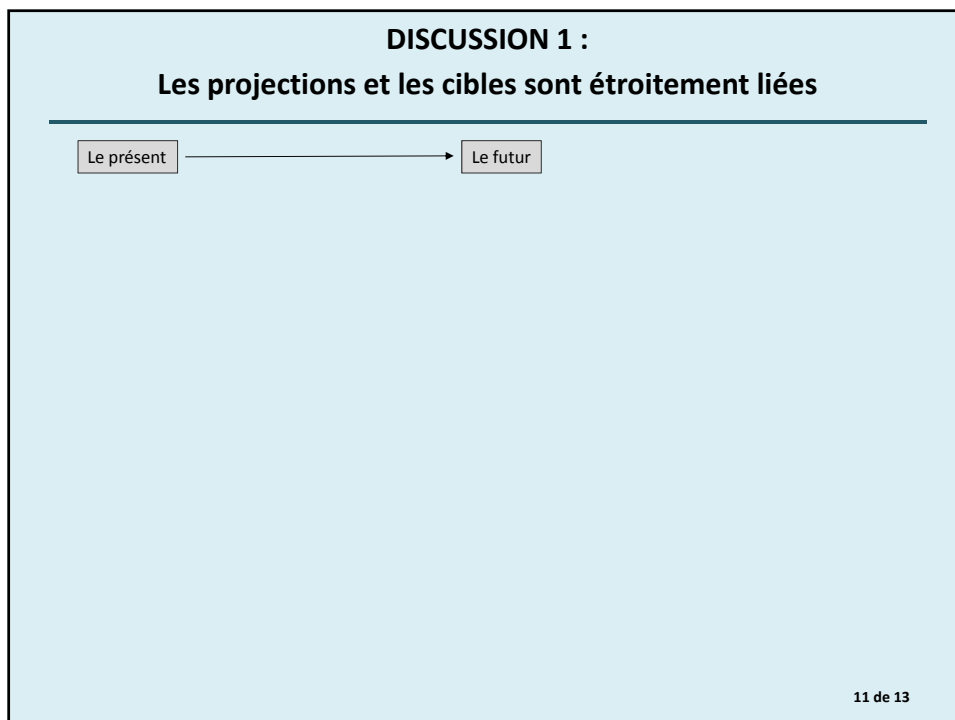 DISCUSSION 1 :
Les projections et les cibles sont étroitement liées
Le présent
Le futur
11 de 13